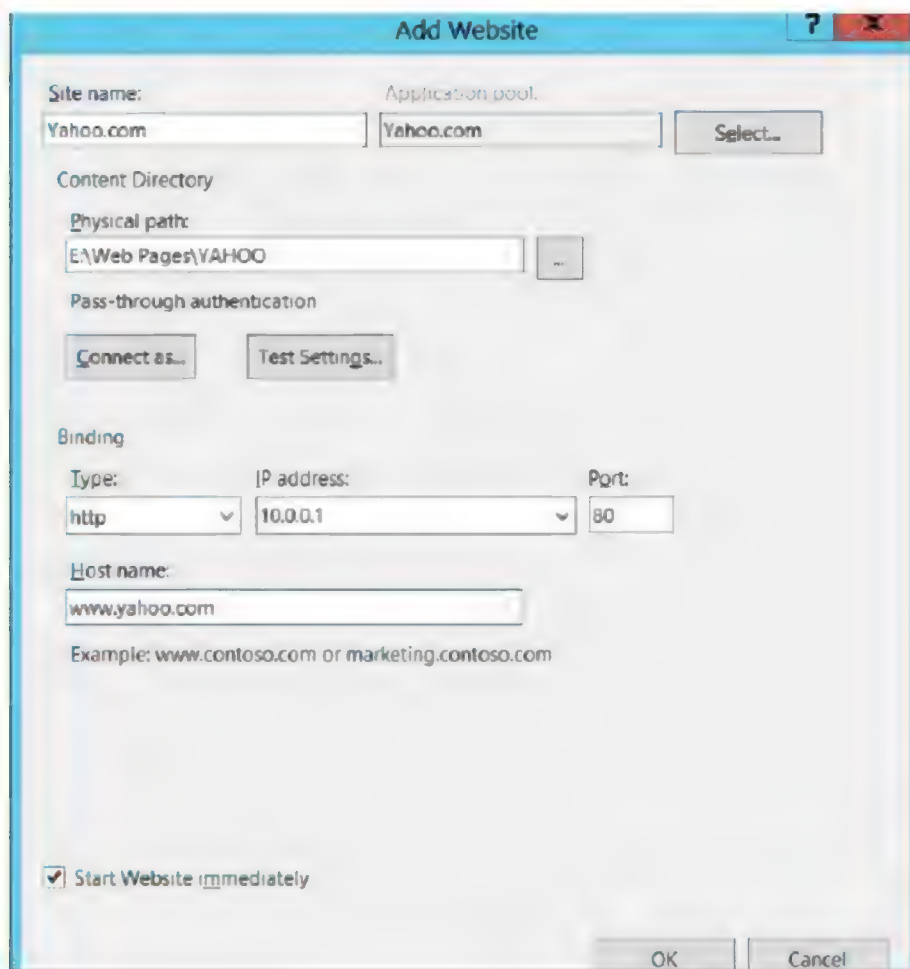 Add Website
?
X
Site name:
Application pool:
Yahoo.com
Yahoo.com
Select...
Content Directory
Physical path:
E:\Web Pages\YAHOO
...
Pass-through authentication
Connect as...
Test Settings...
Binding
Type:
IP address:
Port:
http
10.0.0.1
80
Host name:
www.yahoo.com
Example: www.contoso.com or marketing.contoso.com
Start Website immediately
OK
Cancel